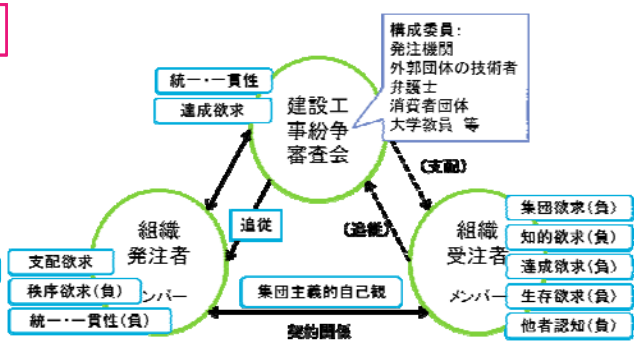 構成委員:
発注機関
外郭団体の技術者
弁護士
消費者団体
大学教員 等
統一・一貫性
達成欲求
建設工
事紛争
審査会
(支配)
追従
(追従)
組織
発注者
メンバー
支配欲求
秩序欲求(負)
統一・一貫性(負)
集団主義的自己観
契約関係
組織
受注者
メンバー
集団欲求(負)
知的欲求(負)
達成欲求(負)
生存欲求(負)
他者認知(負)